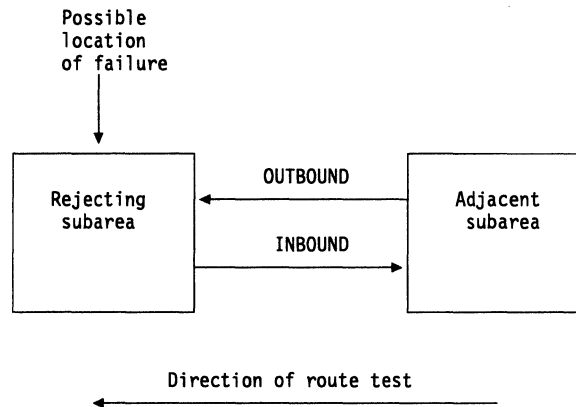 Possible
location
of failure
OUTBOUND
Rejecting
subarea
Adjacent
subarea
INBOUND
Direction of route test